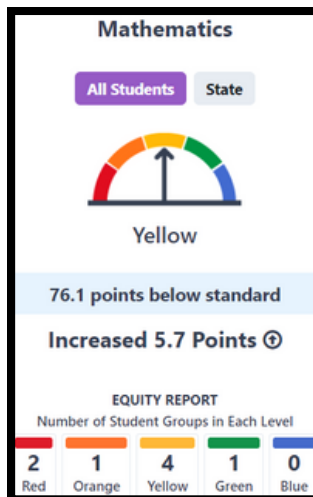 Mathematics
All Students State
Yellow
76.1 points below standard
Increased 5.7 Points
EQUITY REPORT
Number of Student Groups in Each Level
2 1 4 1 0
Red Orange Yellow Green Blue